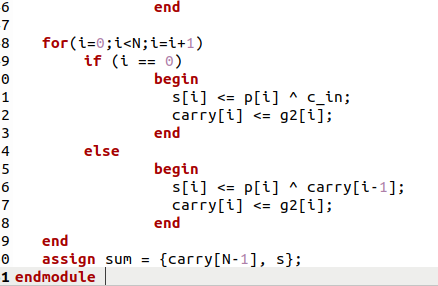 6 end
7
8 for(i=0;i<N;i=i+1)
9 if (i == 0)
0 begin
1 s[i] <= p[i] ^ c_in;
2 carry[i] <= g2[i];
3 end
4 else
5 begin
6 s[i] <= p[i] ^ carry[i-1];
7 carry[i] <= g2[i];
8 end
9 end
0 assign sum = {carry[N-1], s};
1 endmodule